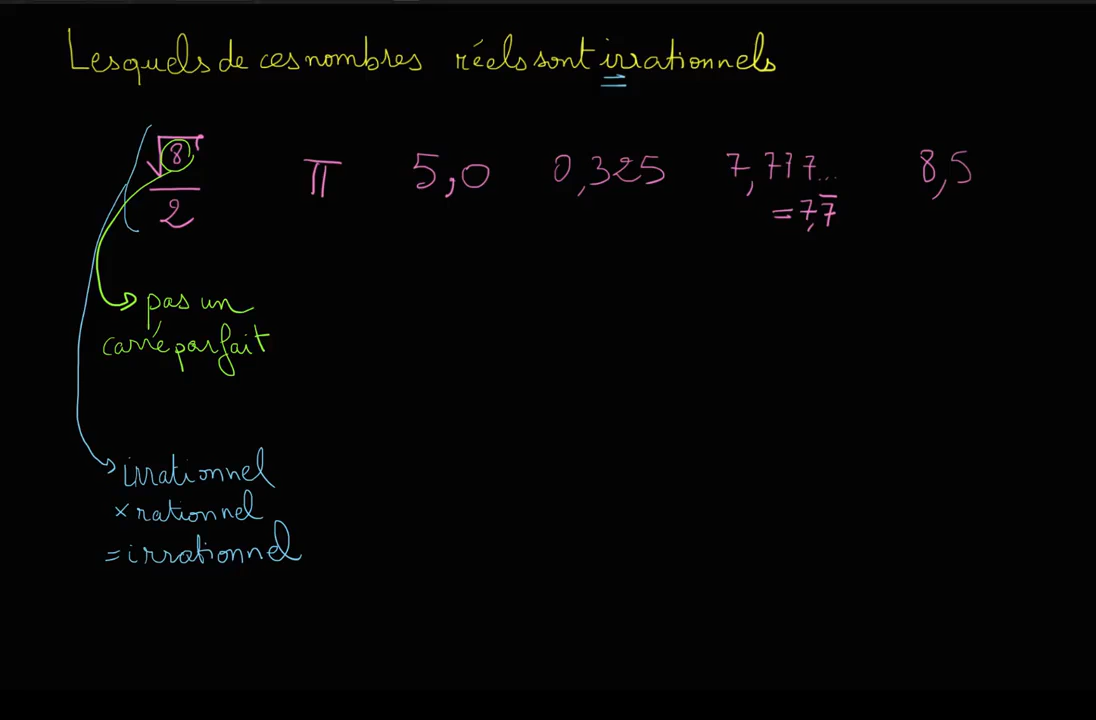 Lesquels de ces nombres réels sont irrationnels
√8/2 π 5,0 0,325 7,777... 8,5
= 7,7̅
pas un
carré parfait
irrationnel
× rationnel
= irrationnel